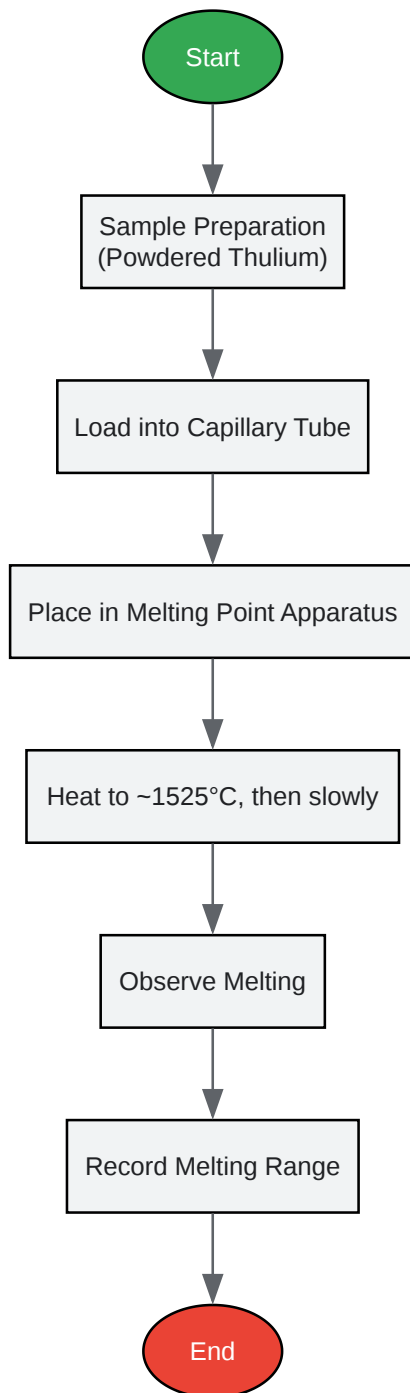 Start
Sample Preparation
(Powdered Thulium)
Load into Capillary Tube
Place in Melting Point Apparatus
Heat to ~1525°C, then slowly
Observe Melting
Record Melting Range
End